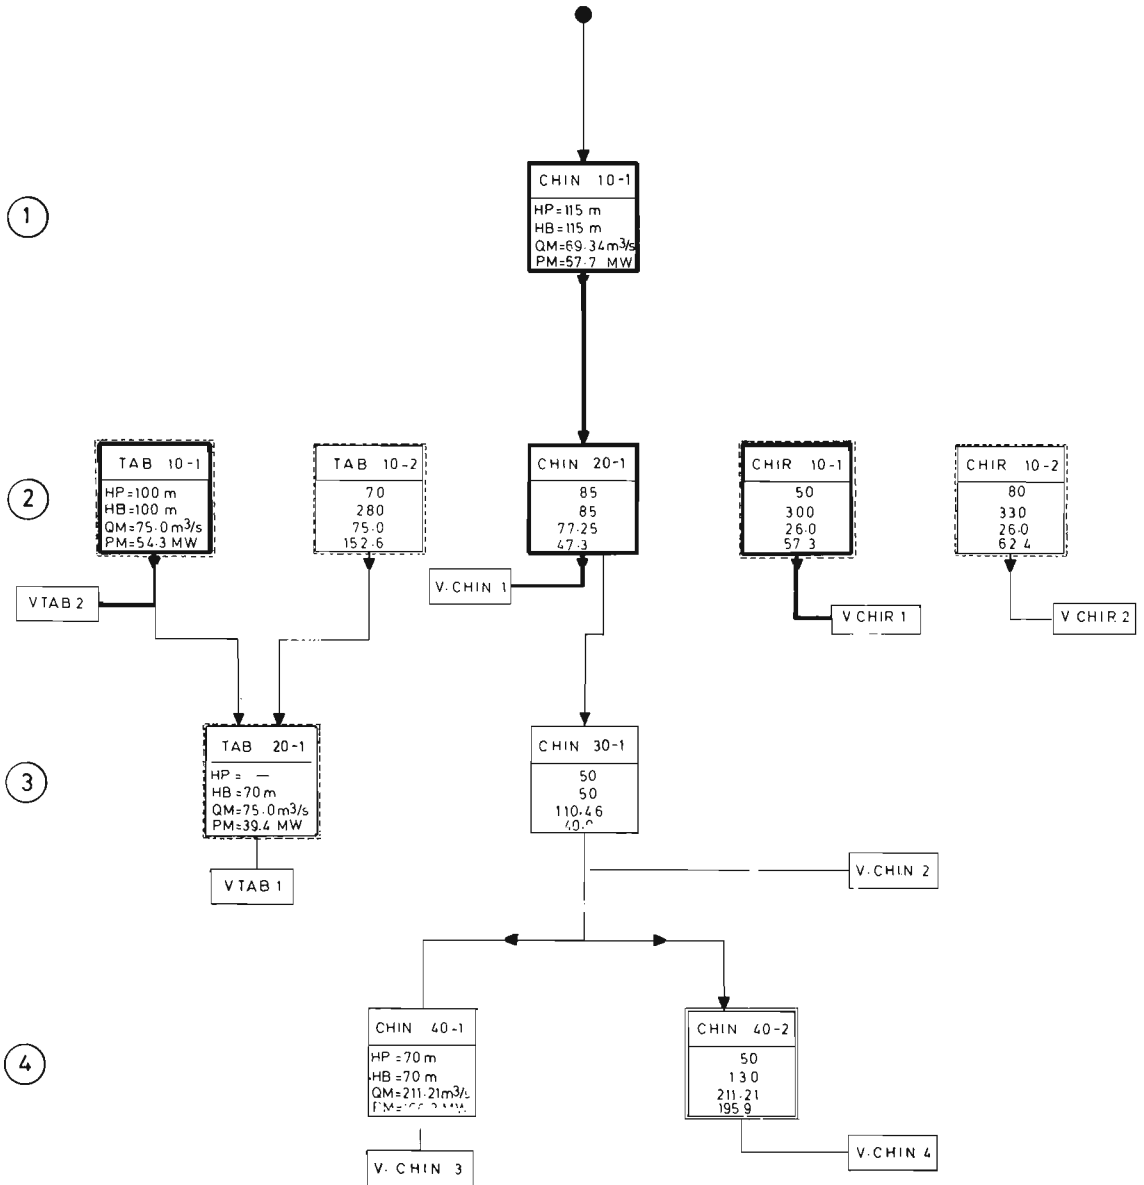 1
CHIN 10-1
HP=115 m
HB=115 m
QM=69.34m³/s
PM=57.7 MW
2
TAB 10-1
HP=100 m
HB=100 m
QM=75.0m³/s
PM=54.3 MW
TAB 10-2
70
280
75.0
152.6
CHIN 20-1
85
85
77.25
47.3
CHIR 10-1
50
300
26.0
57.3
CHIR 10-2
80
330
26.0
62.4
VTAB 2
V.CHIN 1
V CHIR 1
V CHIR 2
3
TAB 20-1
HP = —
HB=70m
QM=75.0m³/s
PM=39.4 MW
CHIN 30-1
50
50
110.46
VTAB 1
V.CHIN 2
4
CHIN 40-1
HP=70 m
HB=70 m
QM=211.21m³/s
CHIN 40-2
50
130
211.21
195.9
V.CHIN 3
V.CHIN 4